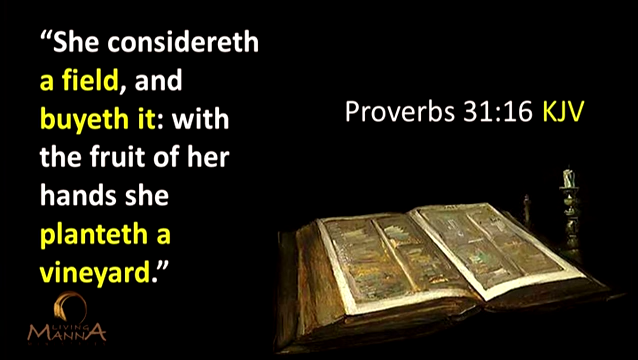 “She considereth
a field, and
buyeth it: with
the fruit of her
hands she
planteth a
vineyard.”
Proverbs 31:16 KJV
LIVING
MANNA